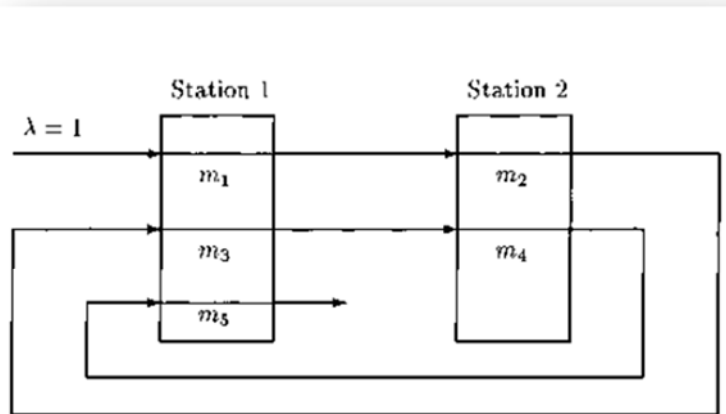 Station 1
Station 2
λ = 1
m₁
m₂
m₃
m₄
m₅